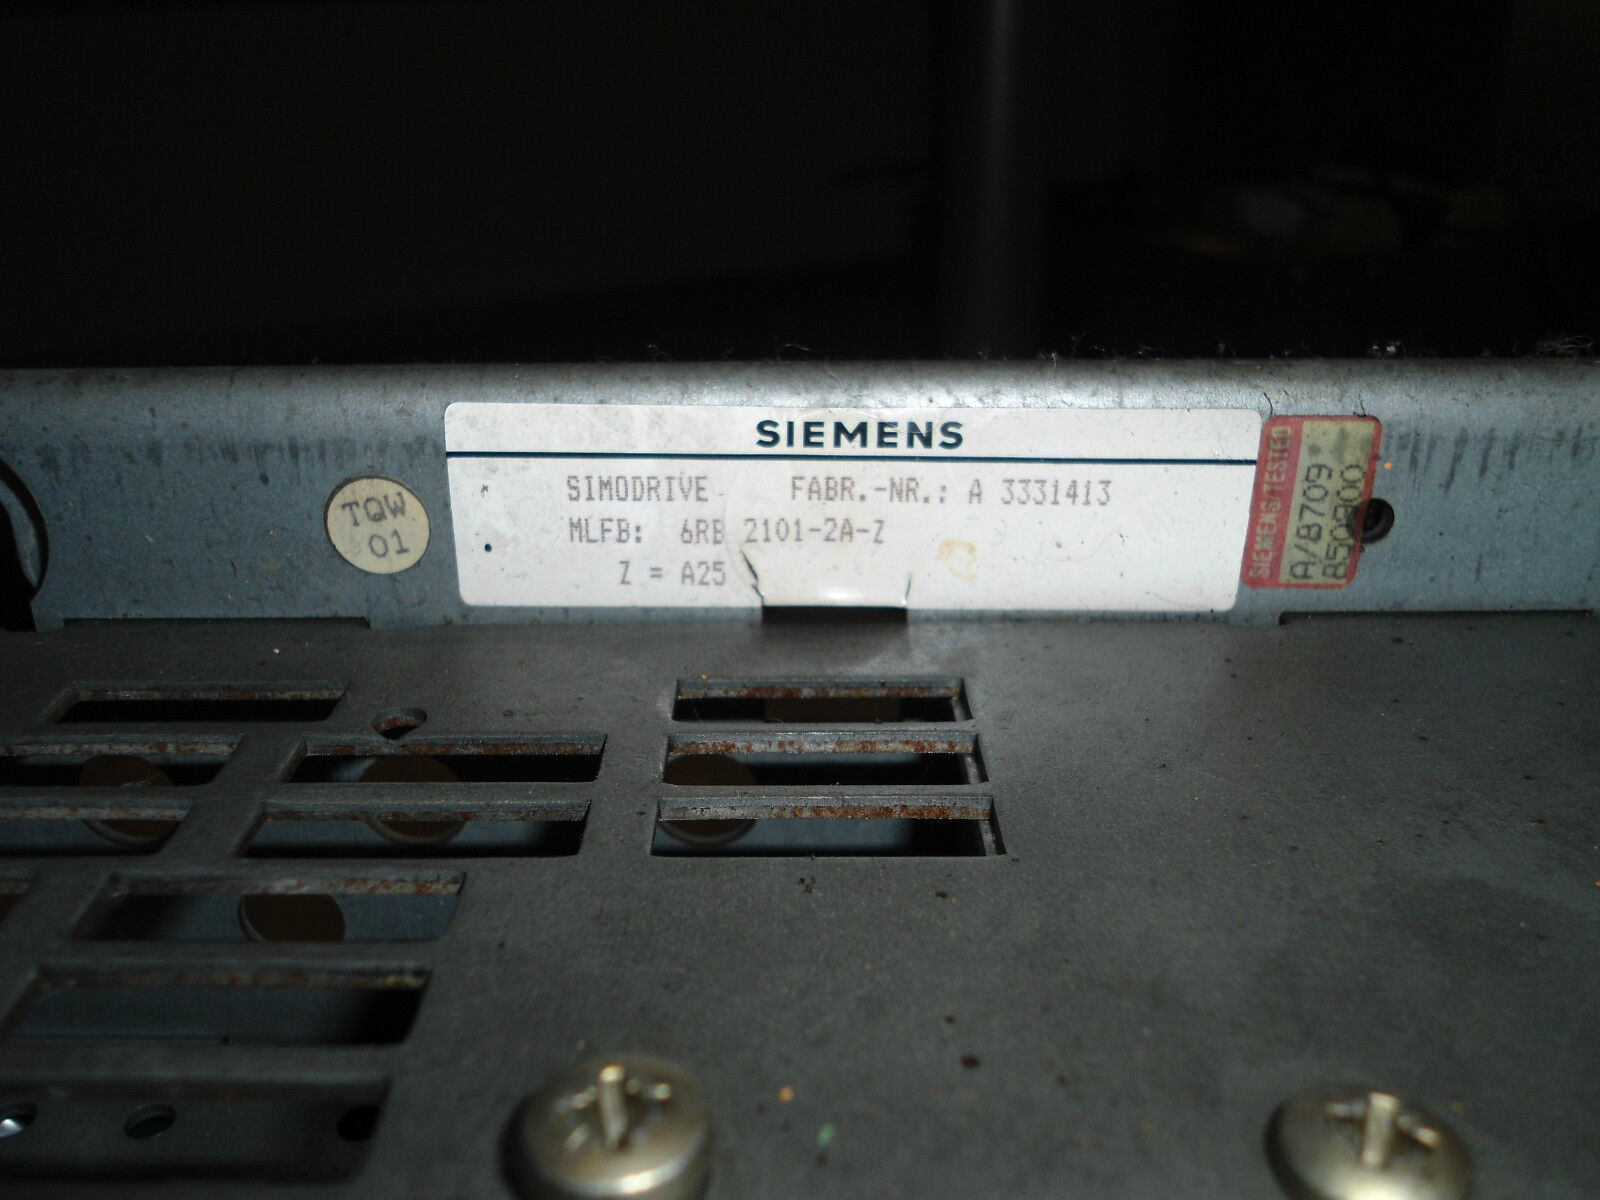 SIEMENS
SIMODRIVE FABR.-NR.: A 3331413
MLFB: 6RB 2101-2A-Z
Z = A25
TQW
01
SIEMENS/TESTED
A/8709
850800